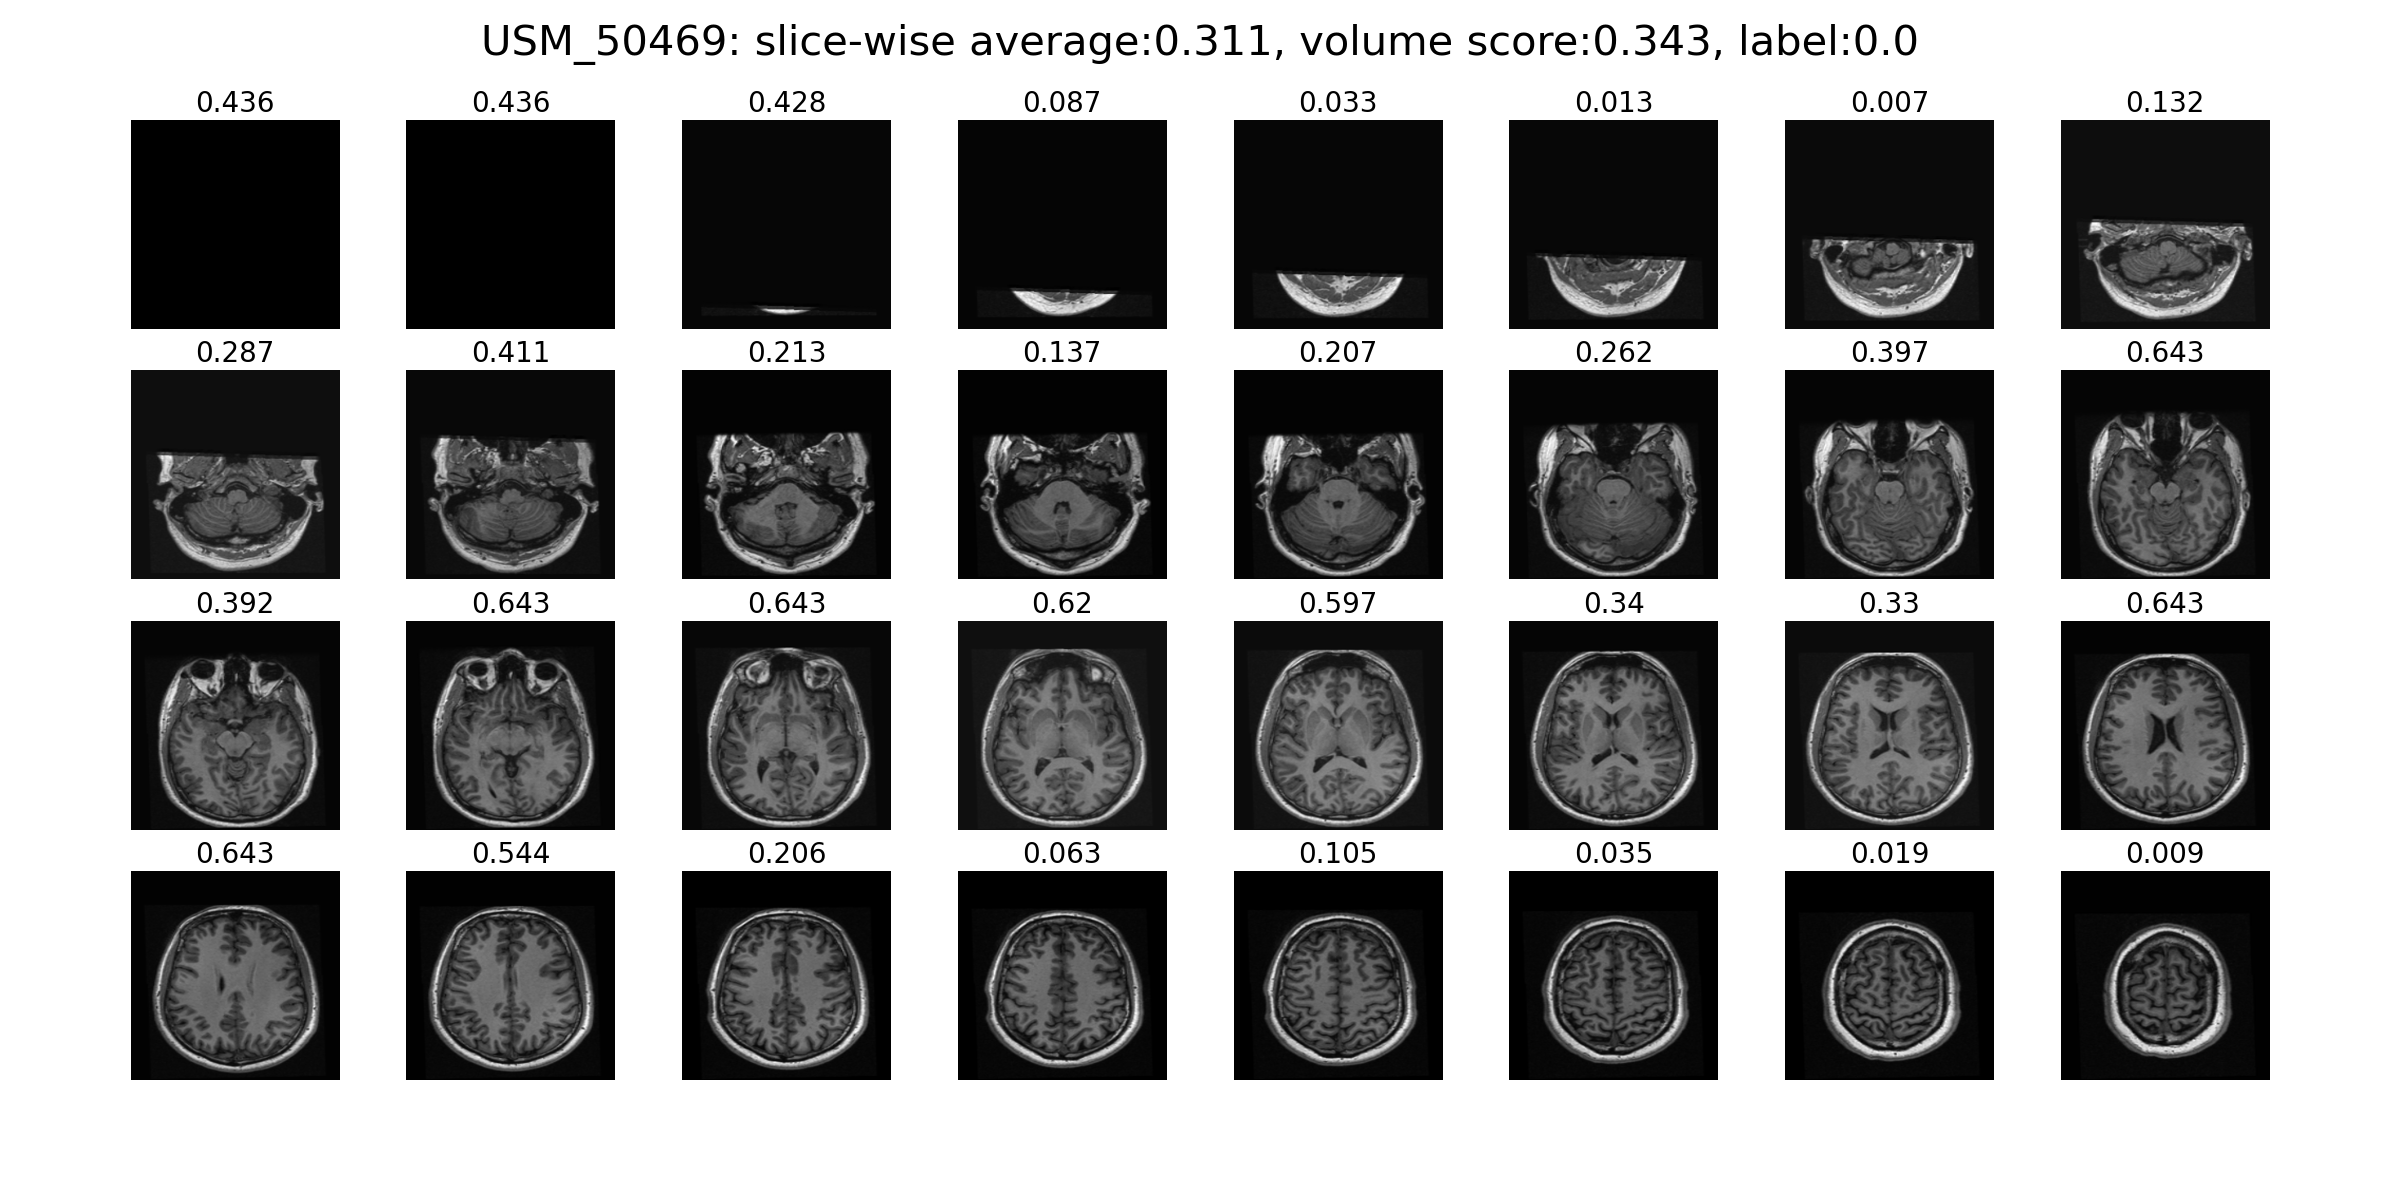 USM_50469: slice-wise average:0.311, volume score:0.343, label:0.0
0.436 0.436 0.428 0.087 0.033 0.013 0.007 0.132
0.287 0.411 0.213 0.137 0.207 0.262 0.397 0.643
0.392 0.643 0.643 0.62 0.597 0.34 0.33 0.643
0.643 0.544 0.206 0.063 0.105 0.035 0.019 0.009